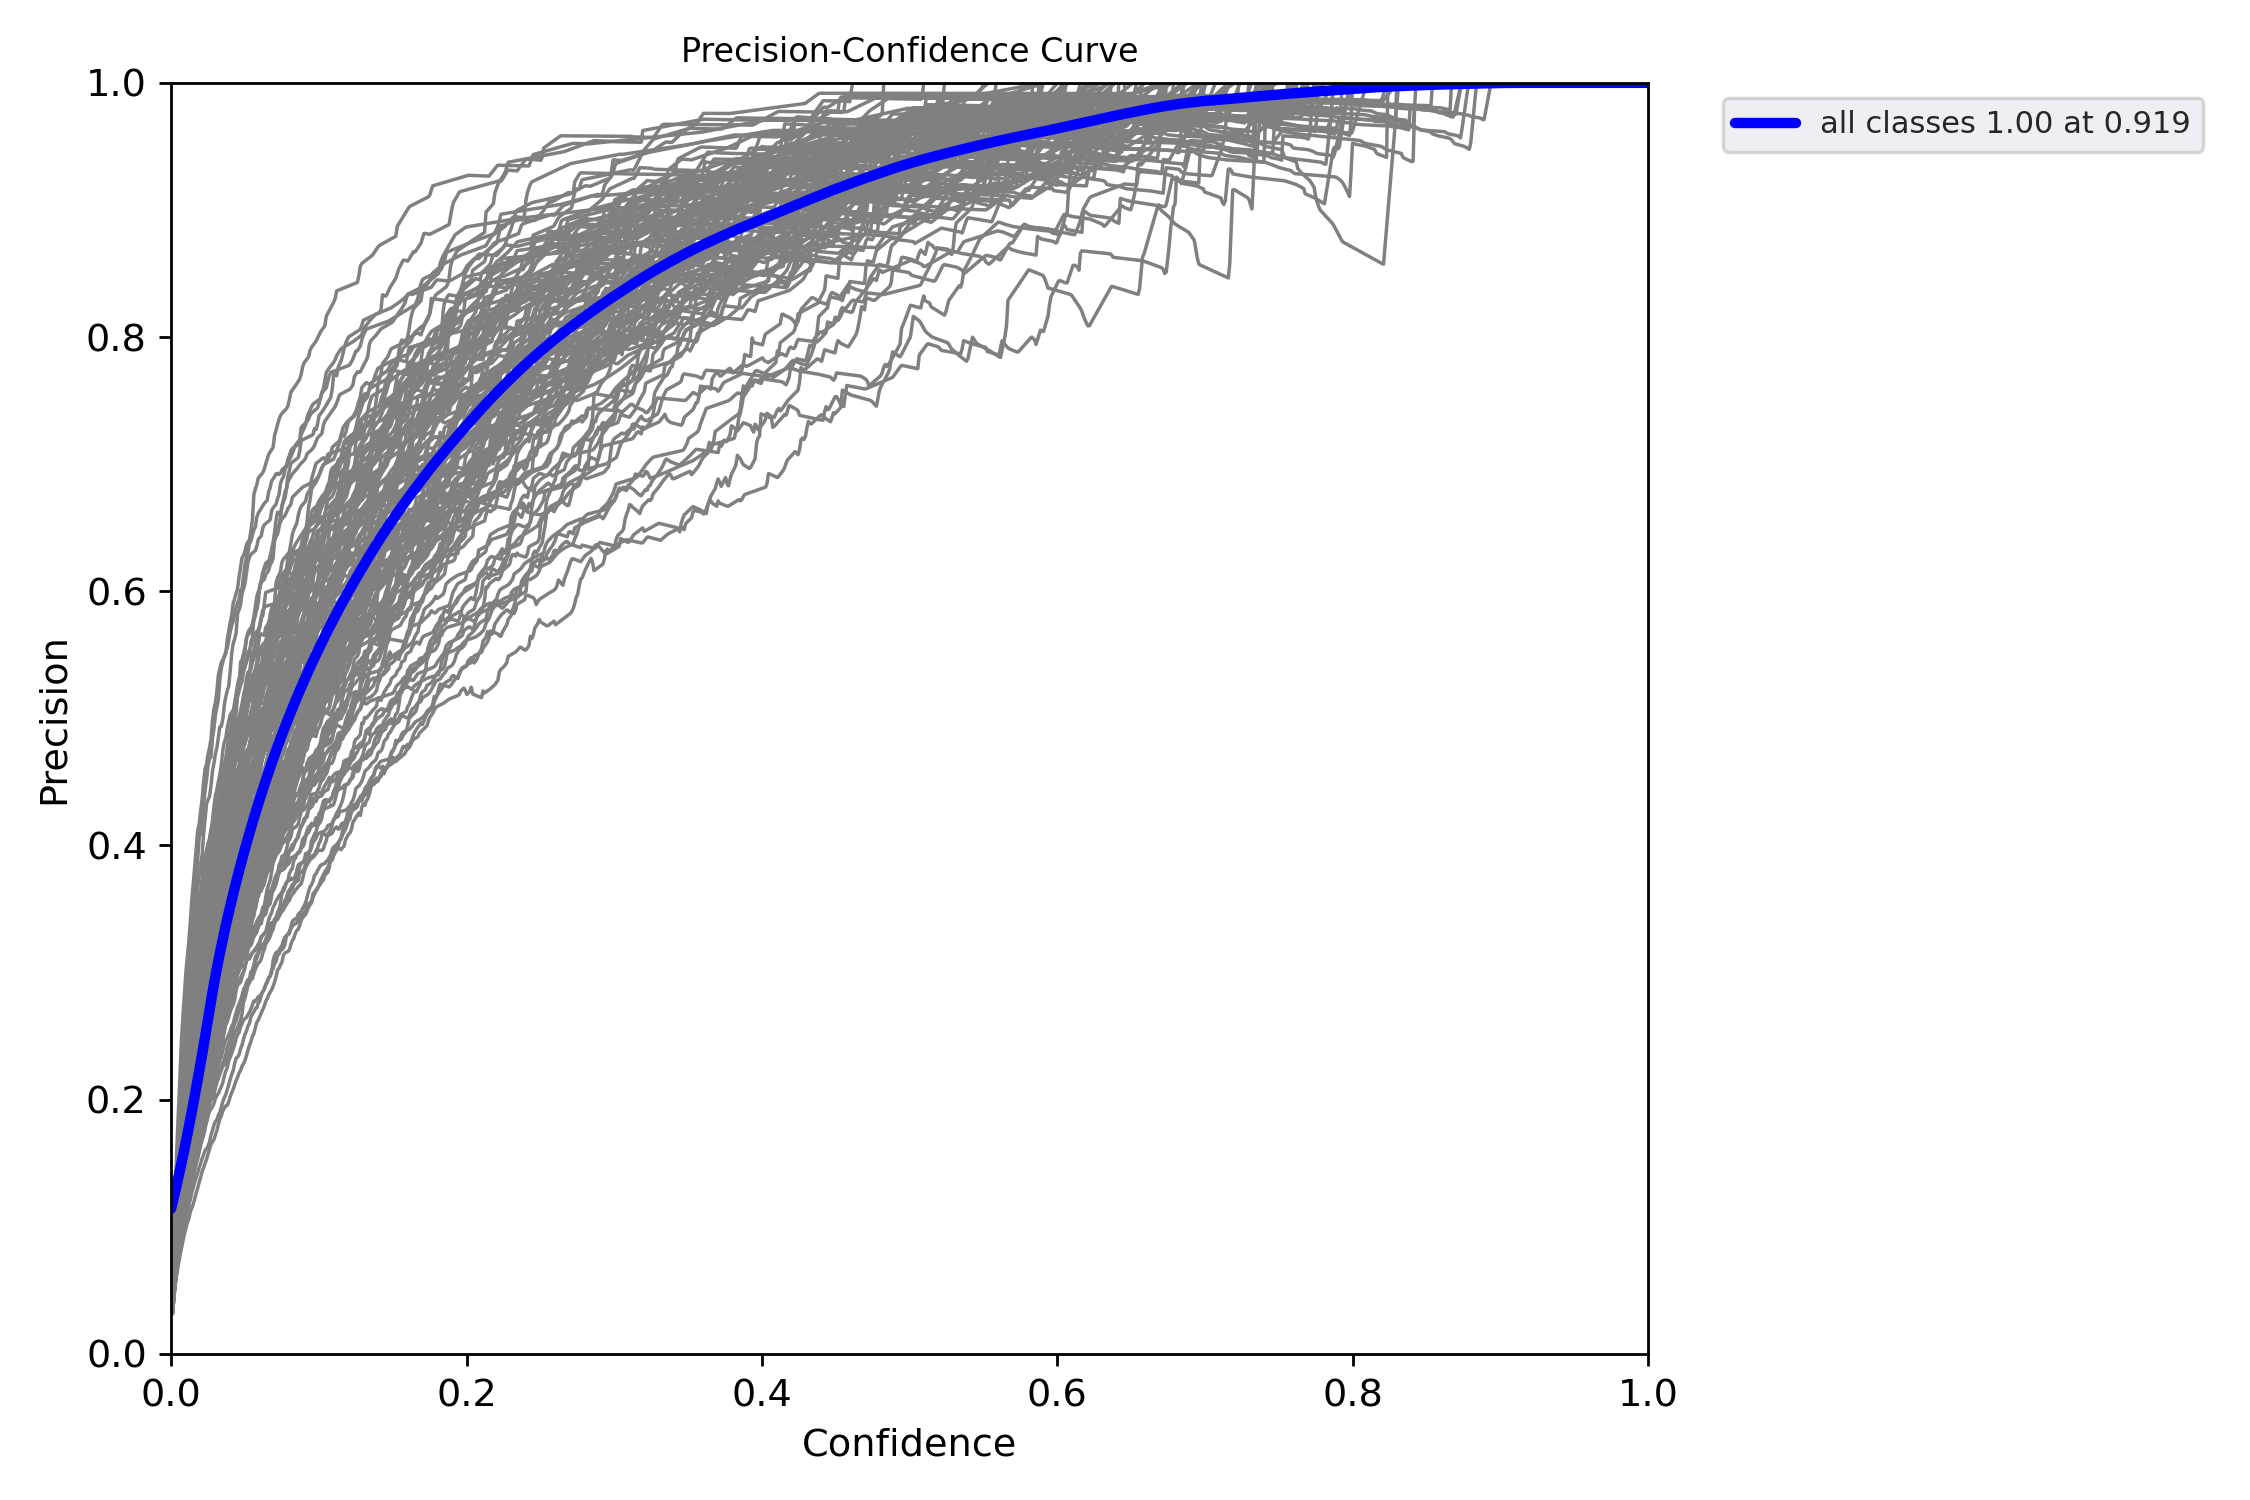 Precision-Confidence Curve
all classes 1.00 at 0.919
1.0
0.8
0.6
0.4
0.2
0.0
Precision
0.0 0.2 0.4 0.6 0.8 1.0
Confidence